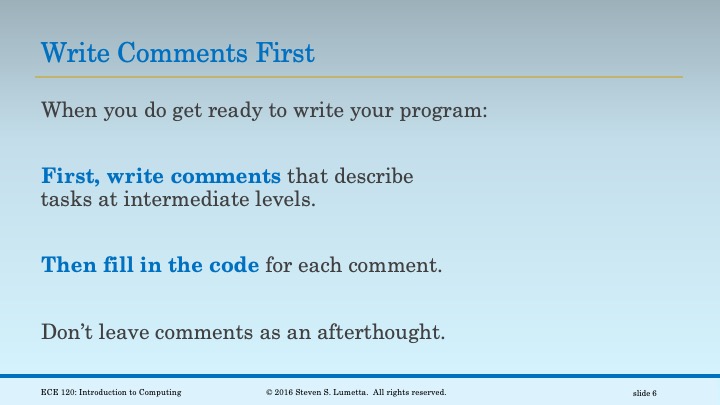 Write Comments First
When you do get ready to write your program:
First, write comments that describe
tasks at intermediate levels.
Then fill in the code for each comment.
Don’t leave comments as an afterthought.
ECE 120: Introduction to Computing
© 2016 Steven S. Lumetta.  All rights reserved.
slide 6